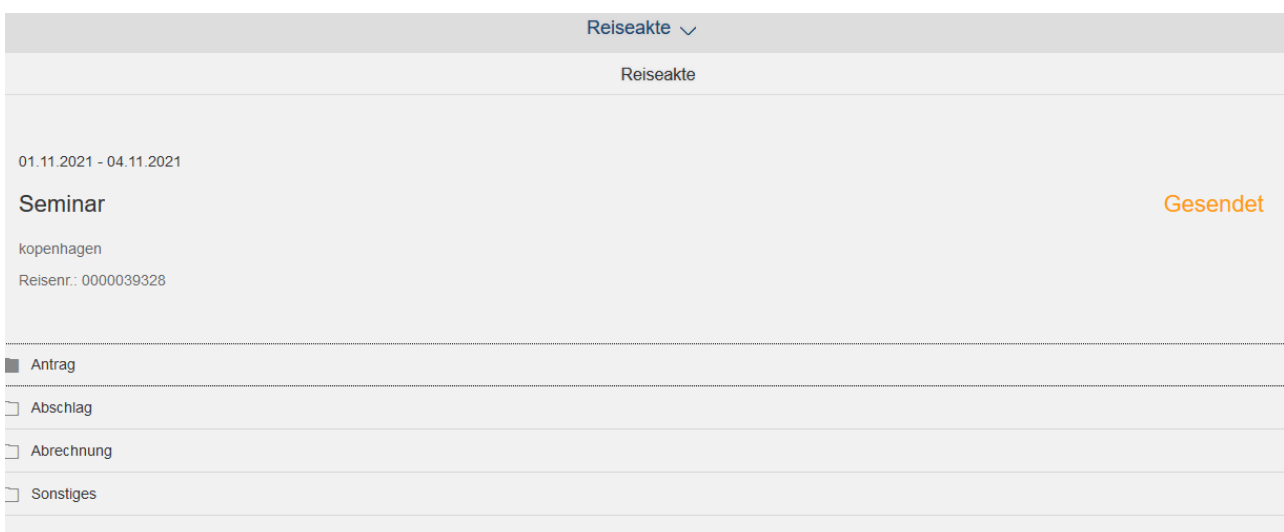 Reiseakte
Reiseakte
01.11.2021 - 04.11.2021
Seminar
Gesendet
kopenhagen
Reisenr.: 0000039328
Antrag
Abschlag
Abrechnung
Sonstiges